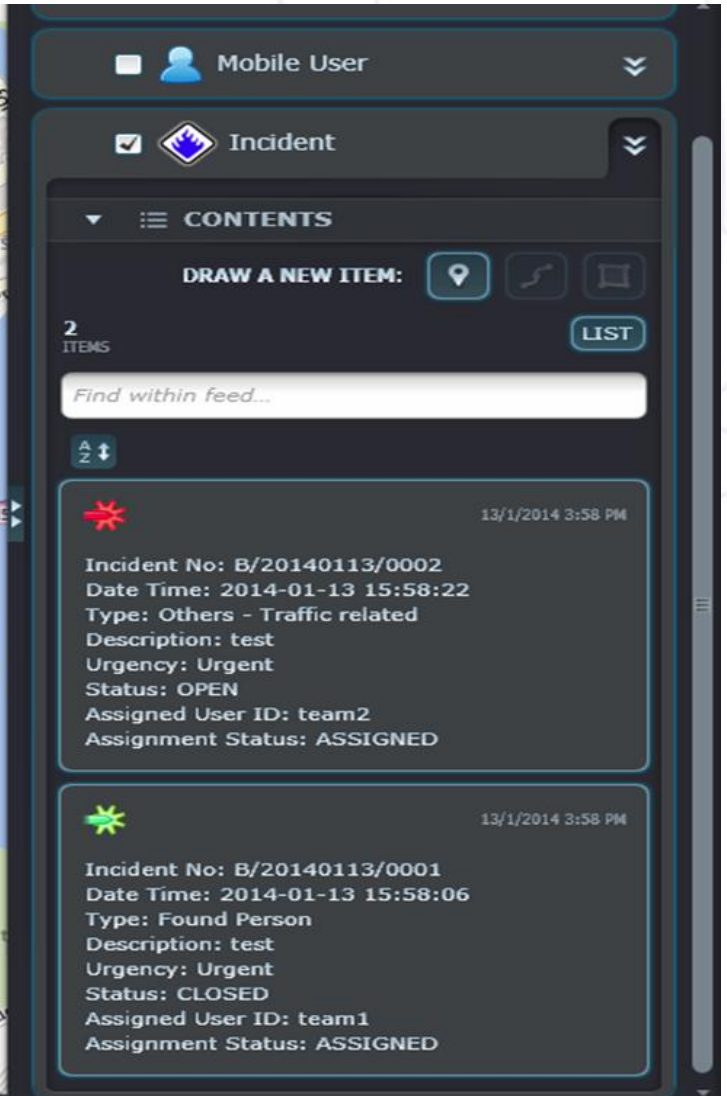 Mobile User
Incident
CONTENTS
DRAW A NEW ITEM:
2
ITEMS
LIST
Find within feed...
A
Z
13/1/2014 3:58 PM
Incident No: B/20140113/0002
Date Time: 2014-01-13 15:58:22
Type: Others - Traffic related
Description: test
Urgency: Urgent
Status: OPEN
Assigned User ID: team2
Assignment Status: ASSIGNED
13/1/2014 3:58 PM
Incident No: B/20140113/0001
Date Time: 2014-01-13 15:58:06
Type: Found Person
Description: test
Urgency: Urgent
Status: CLOSED
Assigned User ID: team1
Assignment Status: ASSIGNED